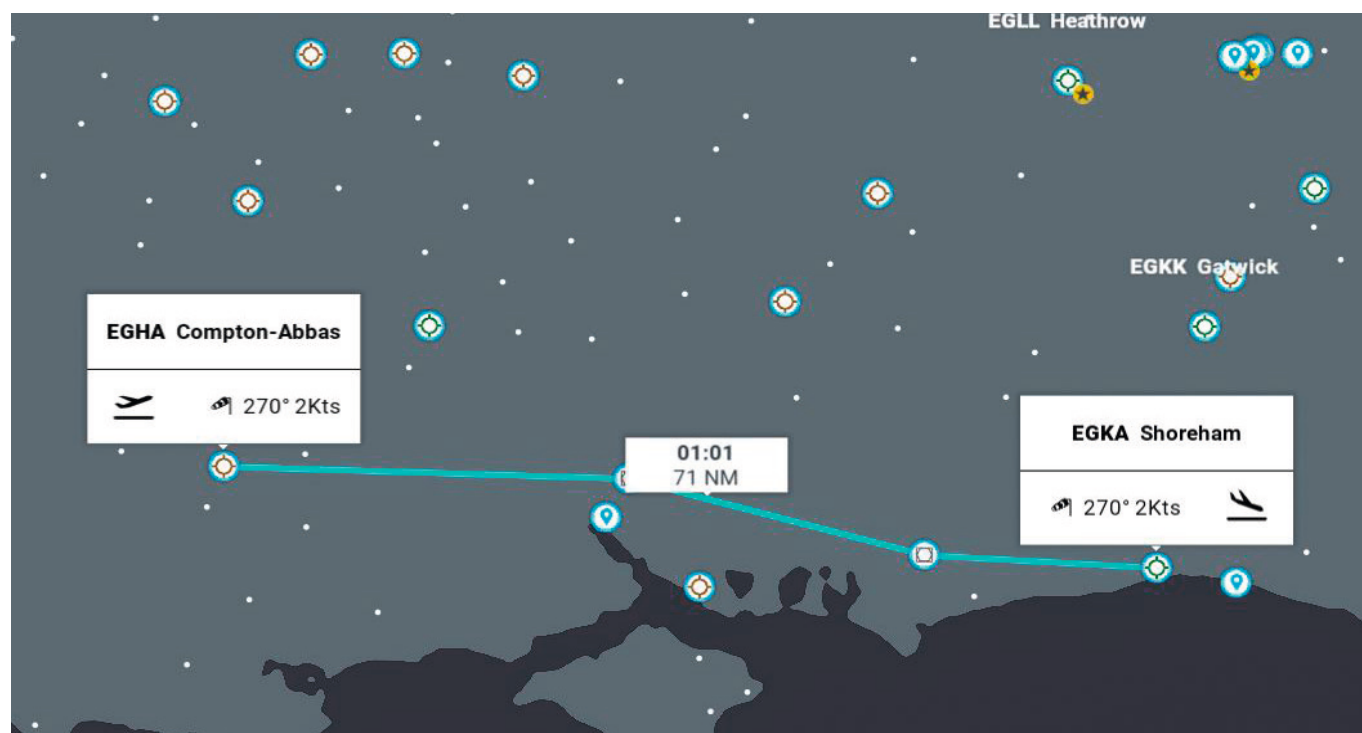 EGLL Heathrow
EGKK Gatwick
EGHA Compton-Abbas
270° 2Kts
01:01
71 NM
EGKA Shoreham
270° 2Kts